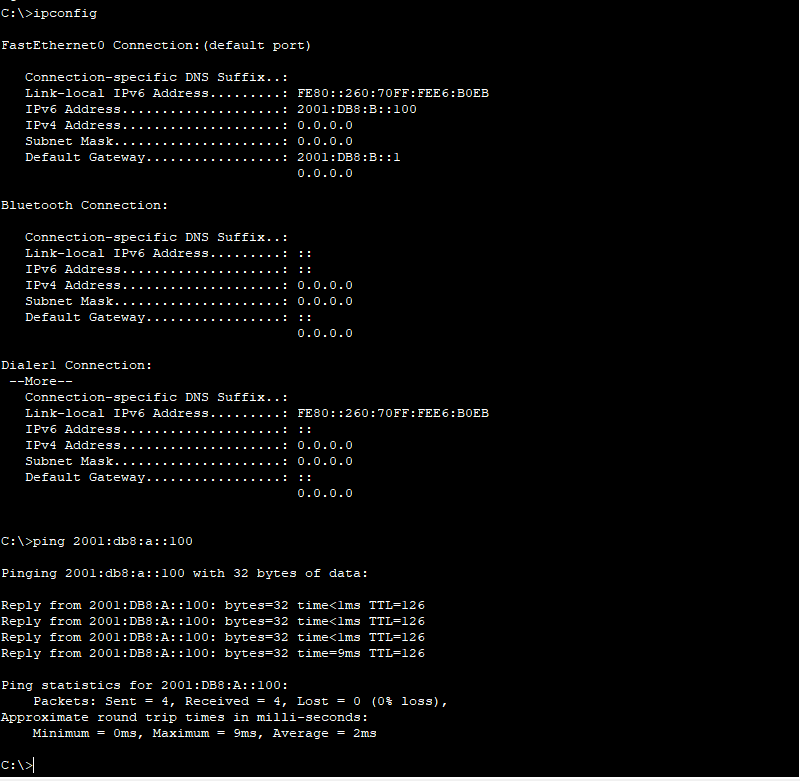 C:\>ipconfig
FastEthernet0 Connection:(default port)
Connection-specific DNS Suffix..:
Link-local IPv6 Address.........: FE80::260:70FF:FEE6:B0EB
IPv6 Address....................: 2001:DB8:B::100
IPv4 Address....................: 0.0.0.0
Subnet Mask.....................: 0.0.0.0
Default Gateway.................: 2001:DB8:B::1
0.0.0.0
Bluetooth Connection:
Connection-specific DNS Suffix..:
Link-local IPv6 Address.........: ::
IPv6 Address....................: ::
IPv4 Address....................: 0.0.0.0
Subnet Mask.....................: 0.0.0.0
Default Gateway.................: ::
0.0.0.0
Dialer1 Connection:
--More--
Connection-specific DNS Suffix..:
Link-local IPv6 Address.........: FE80::260:70FF:FEE6:B0EB
IPv6 Address....................: ::
IPv4 Address....................: 0.0.0.0
Subnet Mask.....................: 0.0.0.0
Default Gateway.................: ::
0.0.0.0
C:\>ping 2001:db8:a::100
Pinging 2001:db8:a::100 with 32 bytes of data:
Reply from 2001:DB8:A::100: bytes=32 time<1ms TTL=126
Reply from 2001:DB8:A::100: bytes=32 time<1ms TTL=126
Reply from 2001:DB8:A::100: bytes=32 time<1ms TTL=126
Reply from 2001:DB8:A::100: bytes=32 time=9ms TTL=126
Ping statistics for 2001:DB8:A::100:
Packets: Sent = 4, Received = 4, Lost = 0 (0% loss),
Approximate round trip times in milli-seconds:
Minimum = 0ms, Maximum = 9ms, Average = 2ms
C:\>